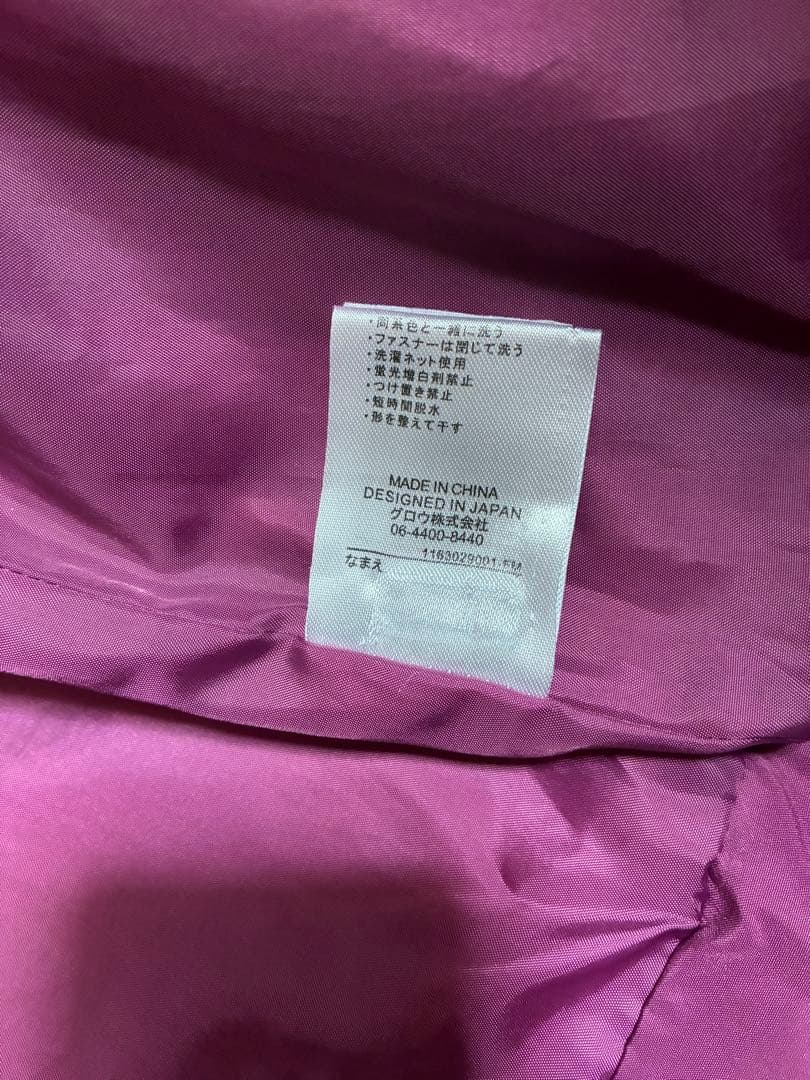 ・同系色と一緒に洗う
・ファスナーは閉じて洗う
・洗濯ネット使用
・蛍光増白剤禁止
・つけ置き禁止
・短時間脱水
・形を整えて干す
MADE IN CHINA
DESIGNED IN JAPAN
グロウ株式会社
06-4400-8440
1163029001-FM
なまえ